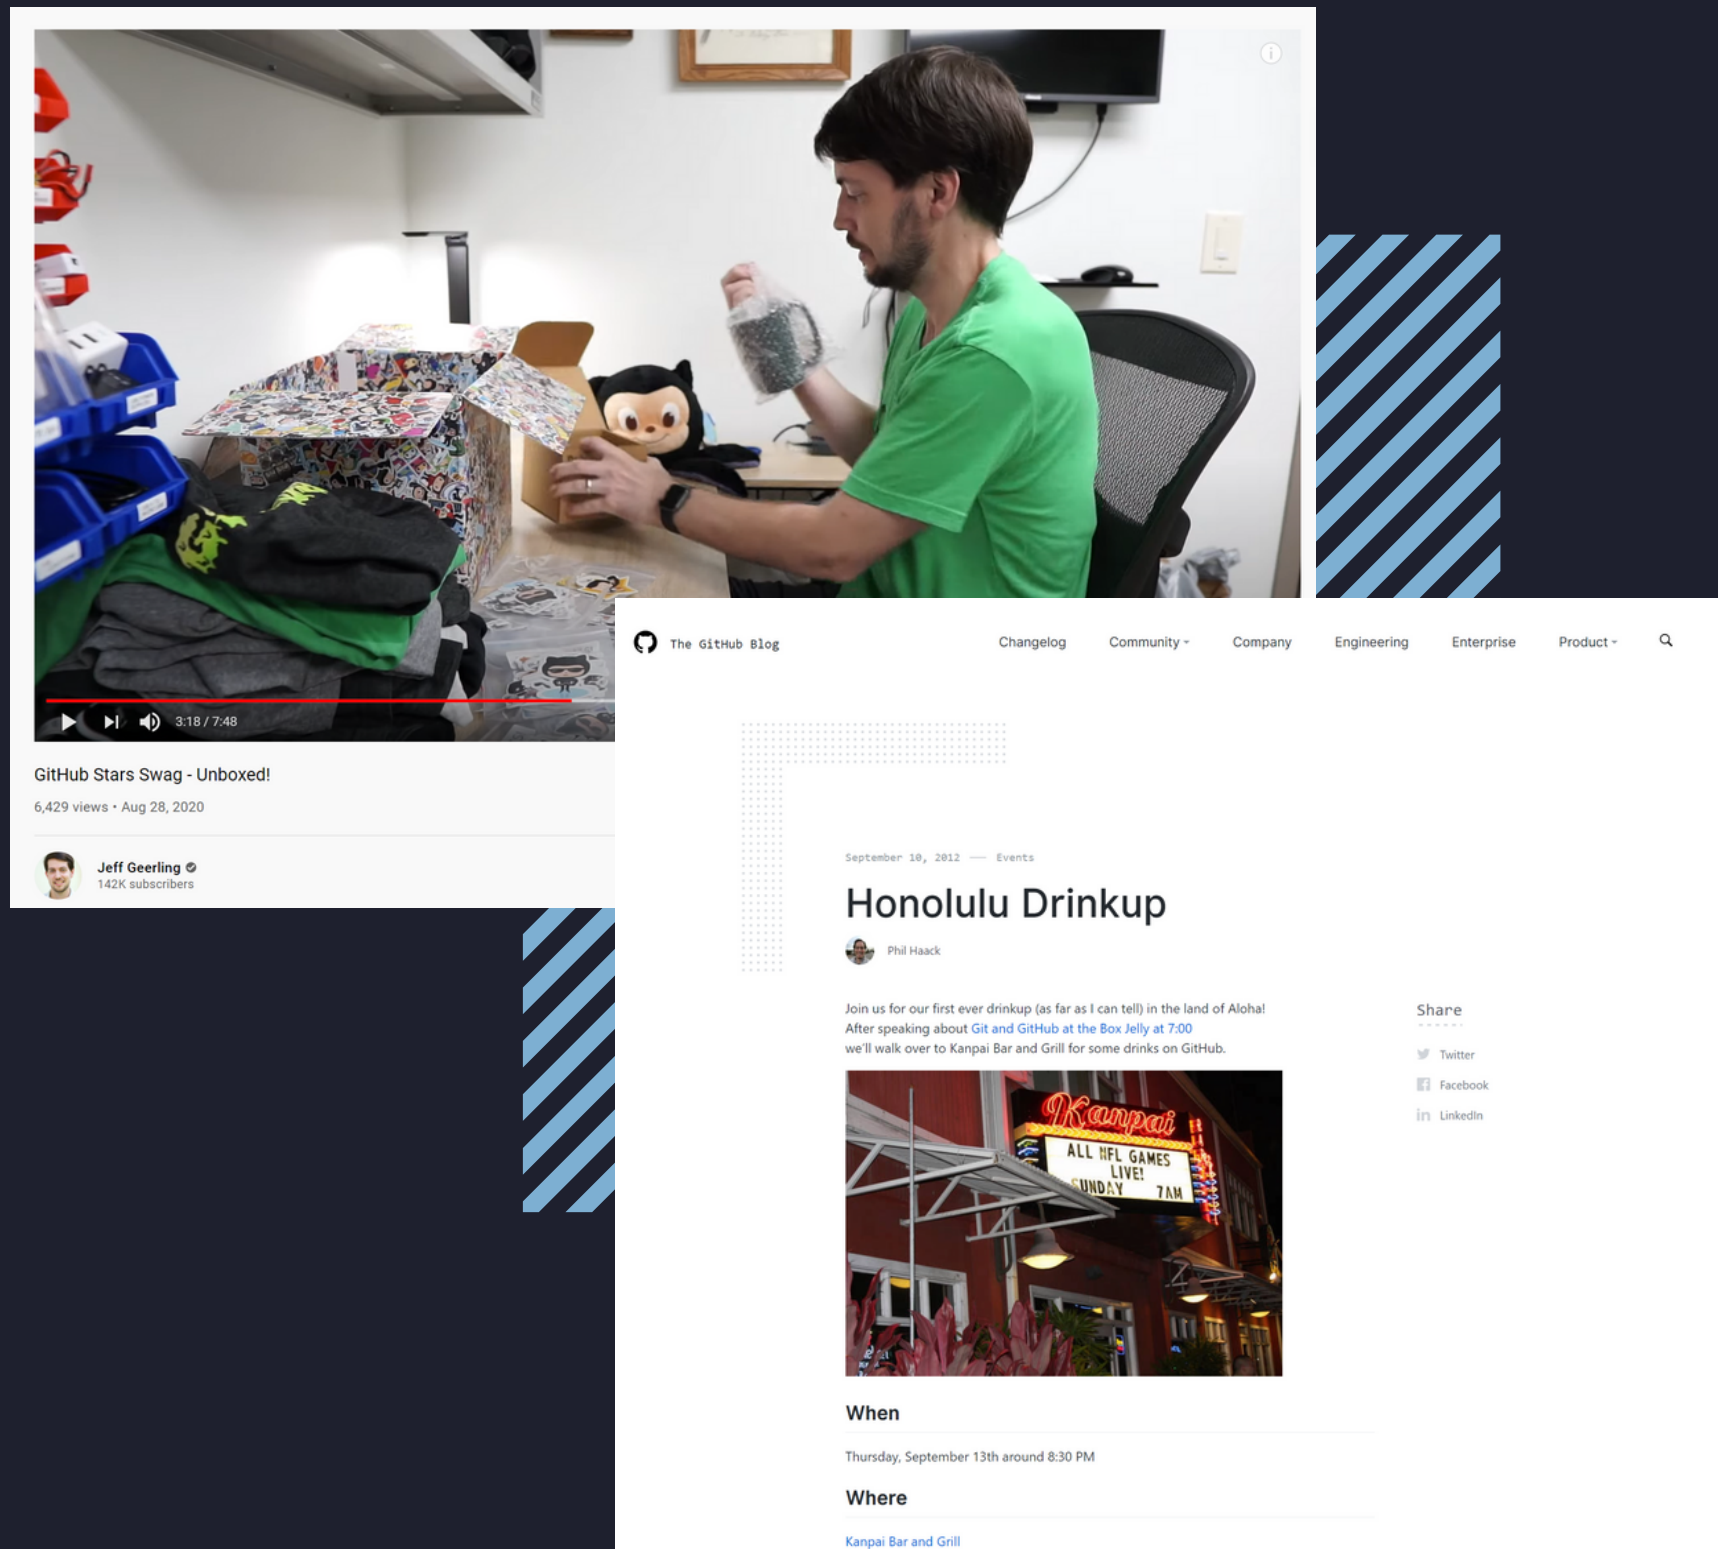 3:18 / 7:48
GitHub Stars Swag - Unboxed!
6,429 views • Aug 28, 2020
Jeff Geerling
142K subscribers
The GitHub Blog
Changelog
Community
Company
Engineering
Enterprise
Product
September 10, 2012 — Events
Honolulu Drinkup
Phil Haack
Join us for our first ever drinkup (as far as I can tell) in the land of Aloha!
After speaking about Git and GitHub at the Box Jelly at 7:00
we'll walk over to Kanpai Bar and Grill for some drinks on GitHub.
Share
Twitter
Facebook
LinkedIn
Kanpai
ALL NFL GAMES
LIVE!
SUNDAY 7AM
When
Thursday, September 13th around 8:30 PM
Where
Kanpai Bar and Grill